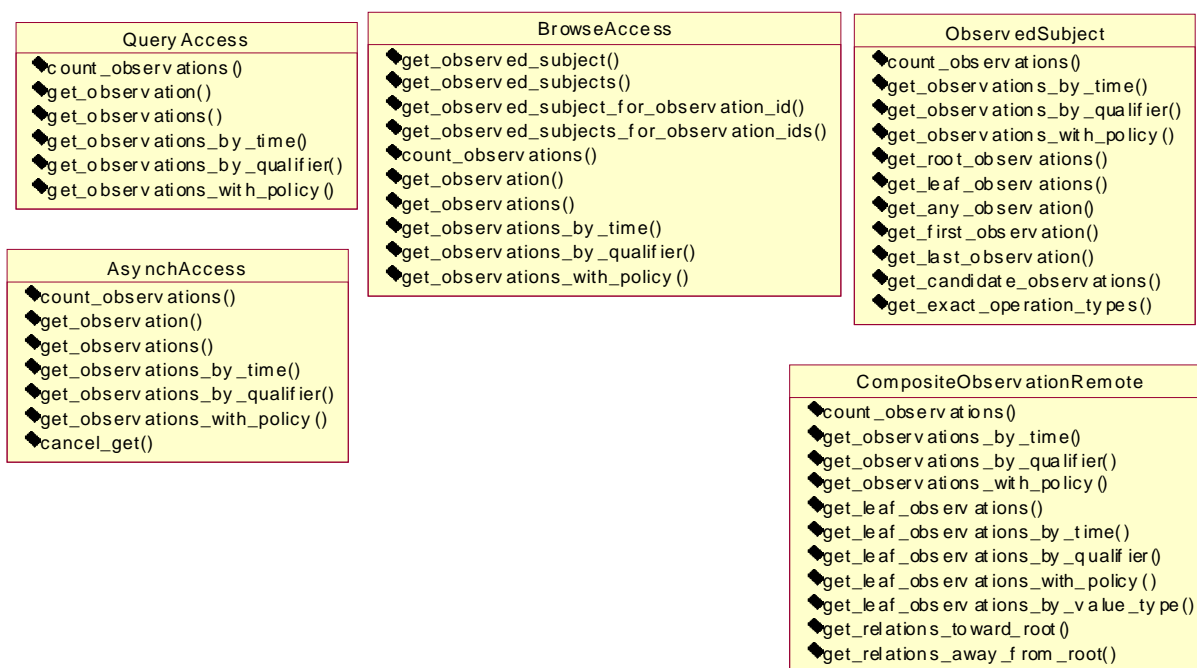 QueryAccess
count_observations()
get_observation()
get_observations()
get_observations_by_time()
get_observations_by_qualifier()
get_observations_with_policy()
BrowseAccess
get_observed_subject()
get_observed_subjects()
get_observed_subject_for_observation_id()
get_observed_subjects_for_observation_ids()
count_observations()
get_observation()
get_observations()
get_observations_by_time()
get_observations_by_qualifier()
get_observations_with_policy()
ObservedSubject
count_observations()
get_observations_by_time()
get_observations_by_qualifier()
get_observations_with_policy()
get_root_observations()
get_leaf_observations()
get_any_observation()
get_first_observation()
get_last_observation()
get_candidate_observations()
get_exact_operation_types()
AsynchAccess
count_observations()
get_observation()
get_observations()
get_observations_by_time()
get_observations_by_qualifier()
get_observations_with_policy()
cancel_get()
CompositeObservationRemote
count_observations()
get_observations_by_time()
get_observations_by_qualifier()
get_observations_with_policy()
get_leaf_observations()
get_leaf_observations_by_time()
get_leaf_observations_by_qualifier()
get_leaf_observations_with_policy()
get_leaf_observations_by_value_type()
get_relations_toward_root()
get_relations_away_from_root()